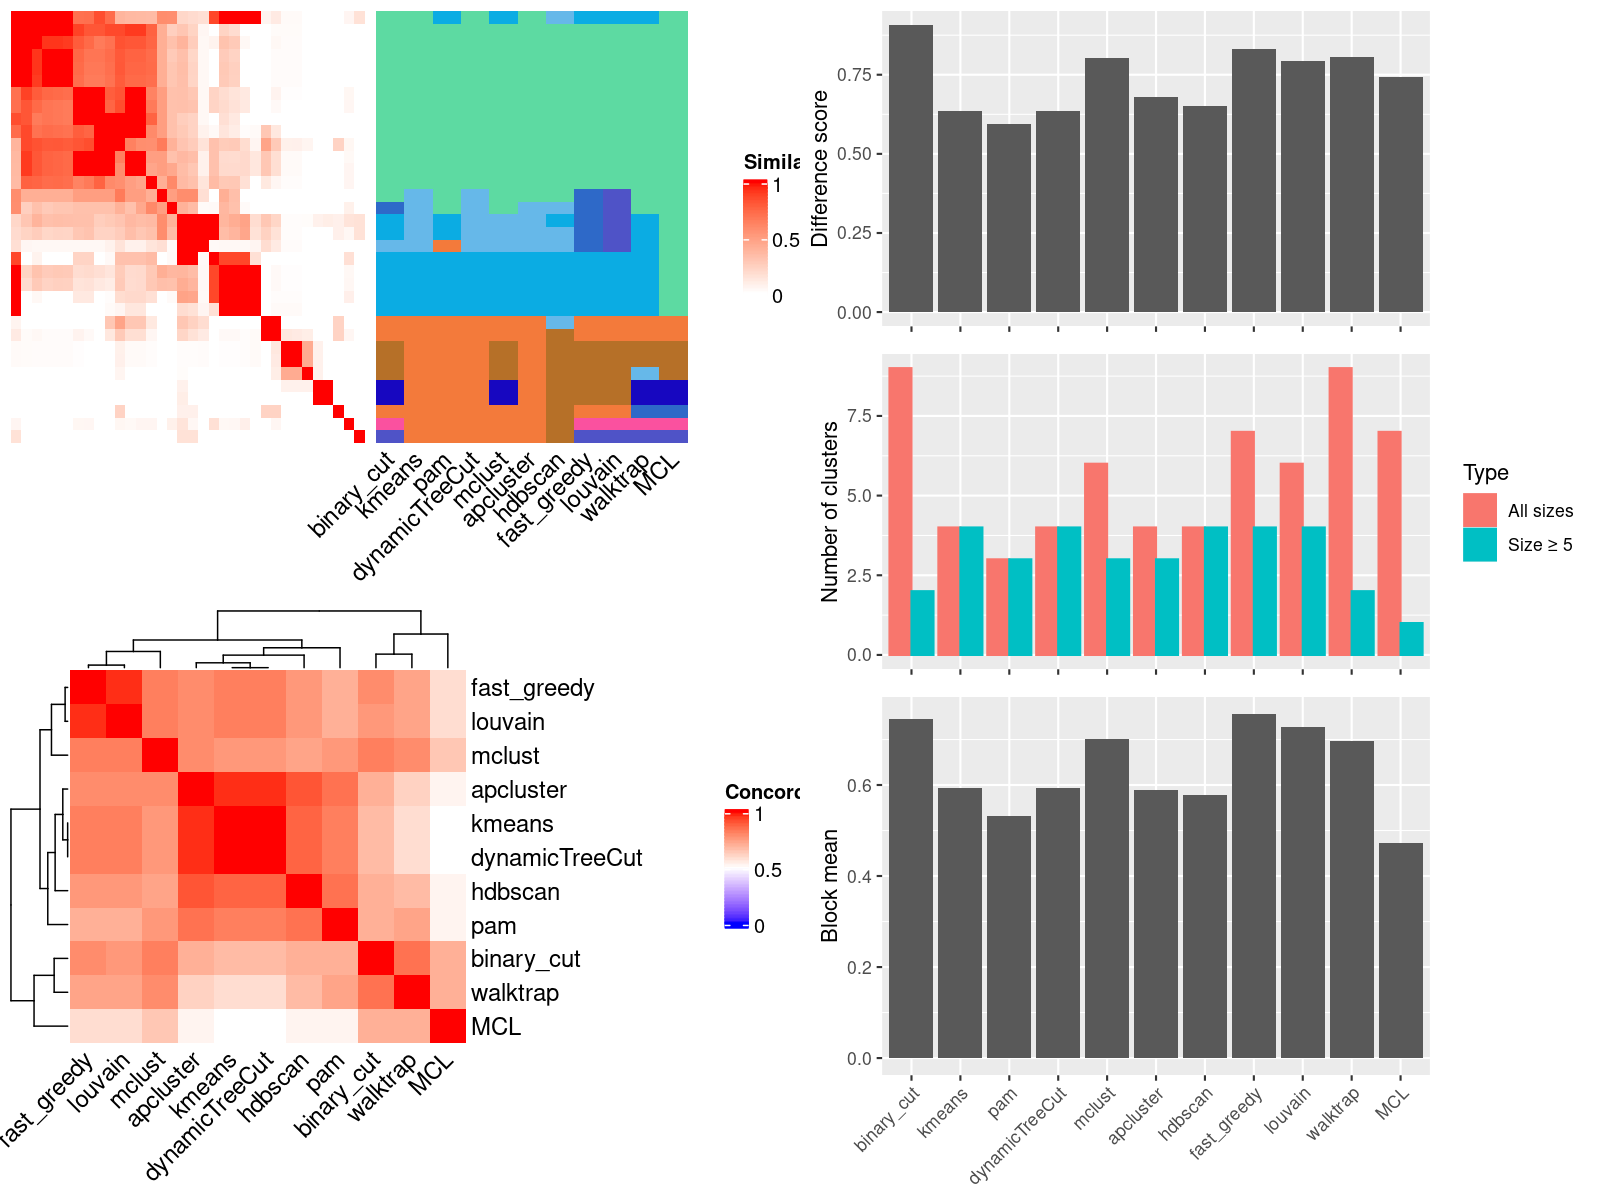 Simila
1
0.5
0
binary_cut
kmeans
pam
dynamicTreeCut
mclust
apcluster
hdbscan
fast_greedy
louvain
walktrap
MCL
fast_greedy
louvain
mclust
apcluster
kmeans
dynamicTreeCut
hdbscan
pam
binary_cut
walktrap
MCL
fast_greedy
louvain
mclust
apcluster
kmeans
dynamicTreeCut
hdbscan
pam
binary_cut
walktrap
MCL
Concord
1
0.5
0
Difference score
0.75
0.50
0.25
0.00
Number of clusters
7.5
5.0
2.5
0.0
Type
All sizes
Size ≥ 5
Block mean
0.6
0.4
0.2
0.0
binary_cut
kmeans
pam
dynamicTreeCut
mclust
apcluster
hdbscan
fast_greedy
louvain
walktrap
MCL